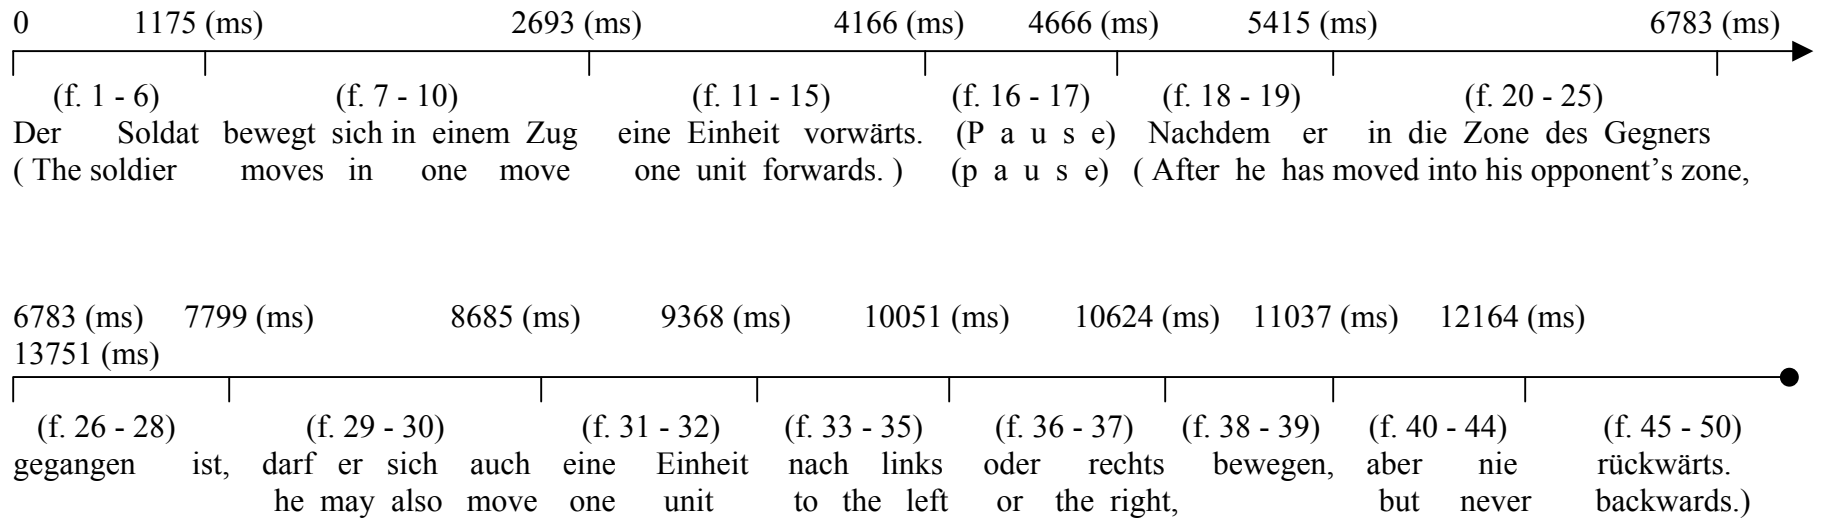 0 1175 (ms) 2693 (ms) 4166 (ms) 4666 (ms) 5415 (ms) 6783 (ms)
(f. 1 - 6) (f. 7 - 10) (f. 11 - 15) (f. 16 - 17) (f. 18 - 19) (f. 20 - 25)
Der Soldat bewegt sich in einem Zug eine Einheit vorwärts. (P a u s e) Nachdem er in die Zone des Gegners
( The soldier moves in one move one unit forwards. ) (p a u s e) ( After he has moved into his opponent's zone,
6783 (ms) 7799 (ms) 8685 (ms) 9368 (ms) 10051 (ms) 10624 (ms) 11037 (ms) 12164 (ms)
13751 (ms)
(f. 26 - 28) (f. 29 - 30) (f. 31 - 32) (f. 33 - 35) (f. 36 - 37) (f. 38 - 39) (f. 40 - 44) (f. 45 - 50)
gegangen ist, darf er sich auch eine Einheit nach links oder rechts bewegen, aber nie rückwärts.
he may also move one unit to the left or the right, but never backwards.)